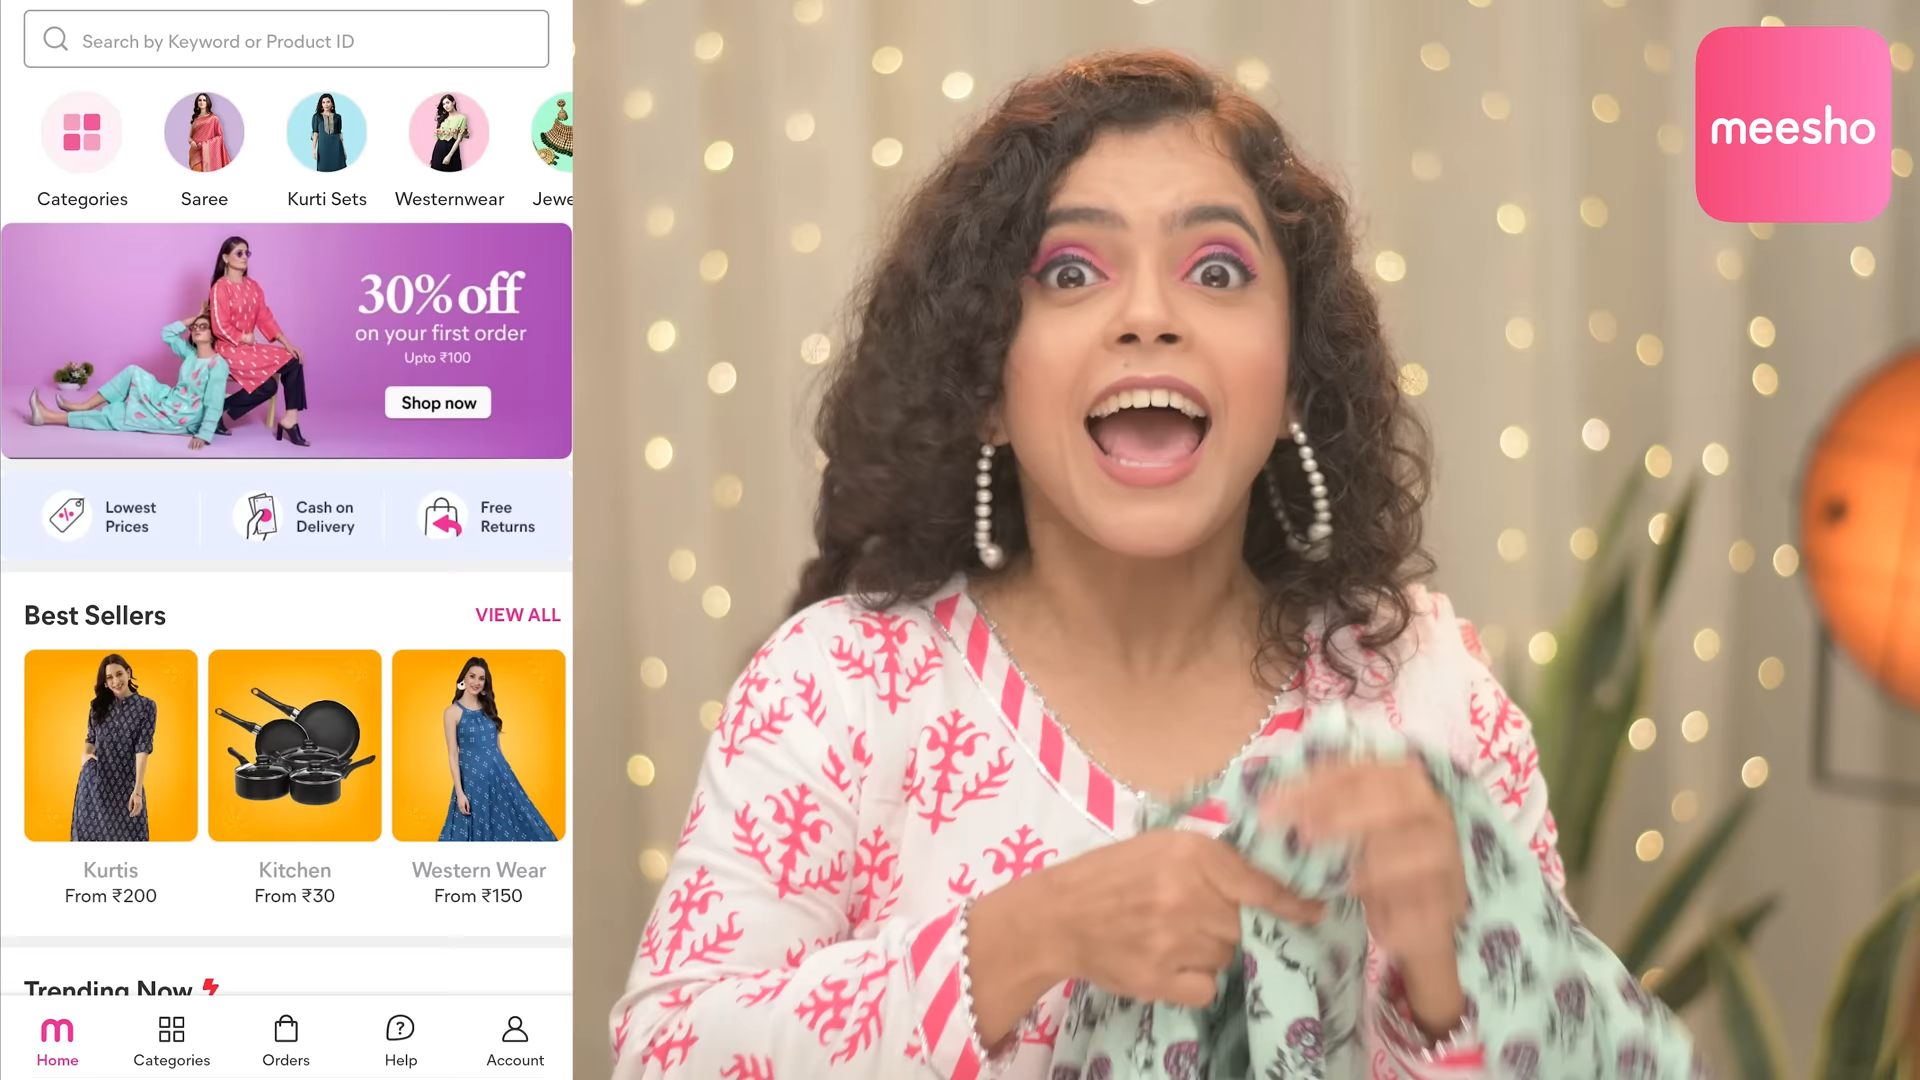 Search by Keyword or Product ID
Categories
Saree
Kurti Sets
Westernwear
Jewe
30% off
on your first order
Upto ₹100
Shop now
Lowest
Prices
Cash on
Delivery
Free
Returns
Best Sellers
VIEW ALL
Kurtis
From ₹200
Kitchen
From ₹30
Western Wear
From ₹150
Trending Now
Home
Categories
Orders
Help
Account
meesho